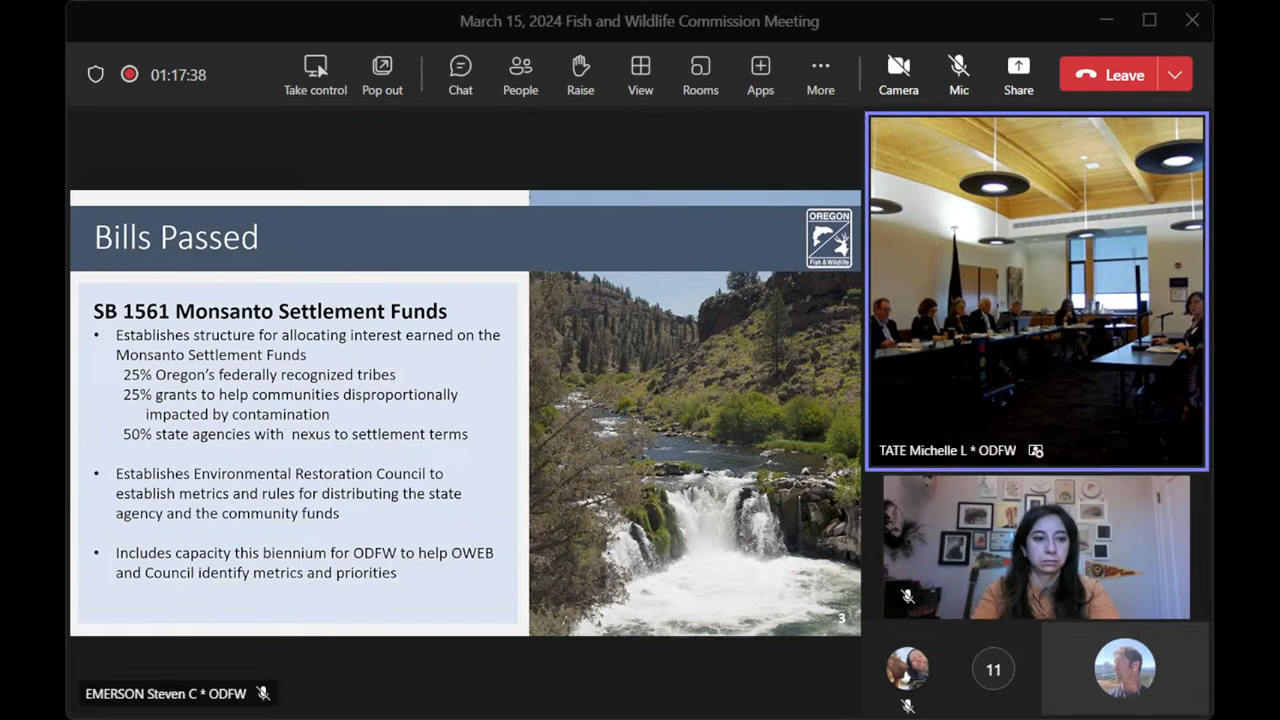 March 15, 2024 Fish and Wildlife Commission Meeting
01:17:38
Take control
Pop out
Chat
People
Raise
View
Rooms
Apps
More
Camera
Mic
Share
Leave
Bills Passed
OREGON
Fish & Wildlife
SB 1561 Monsanto Settlement Funds
• Establishes structure for allocating interest earned on the
Monsanto Settlement Funds
25% Oregon's federally recognized tribes
25% grants to help communities disproportionally
impacted by contamination
50% state agencies with nexus to settlement terms
• Establishes Environmental Restoration Council to
establish metrics and rules for distributing the state
agency and the community funds
• Includes capacity this biennium for ODFW to help OWEB
and Council identify metrics and priorities
3
TATE Michelle L * ODFW
11
EMERSON Steven C * ODFW